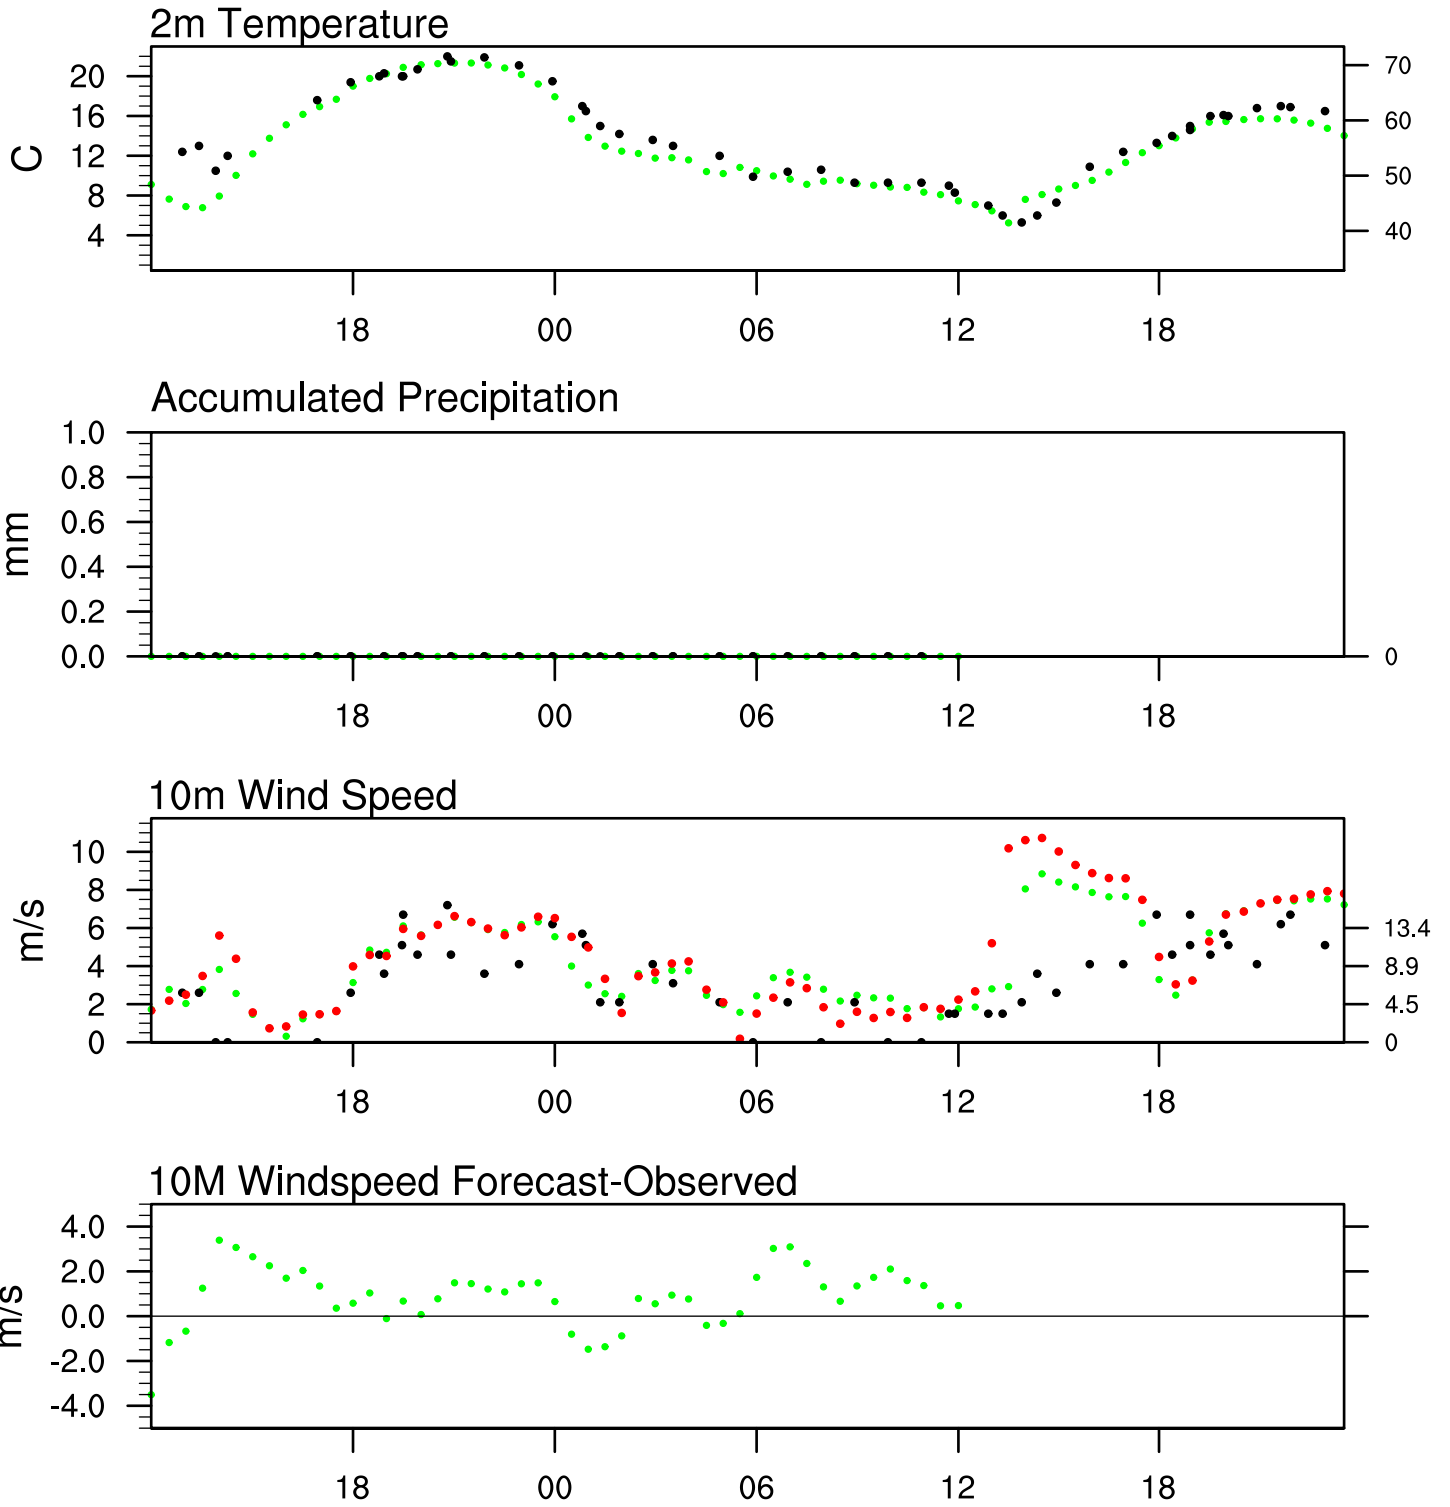 2m Temperature
C
20
16
12
8
4
70
60
50
40
18 00 06 12 18
Accumulated Precipitation
mm
1.0
0.8
0.6
0.4
0.2
0.0
0
18 00 06 12 18
10m Wind Speed
m/s
10
8
6
4
2
0
13.4
8.9
4.5
0
18 00 06 12 18
10M Windspeed Forecast-Observed
m/s
4.0
2.0
0.0
-2.0
-4.0
18 00 06 12 18